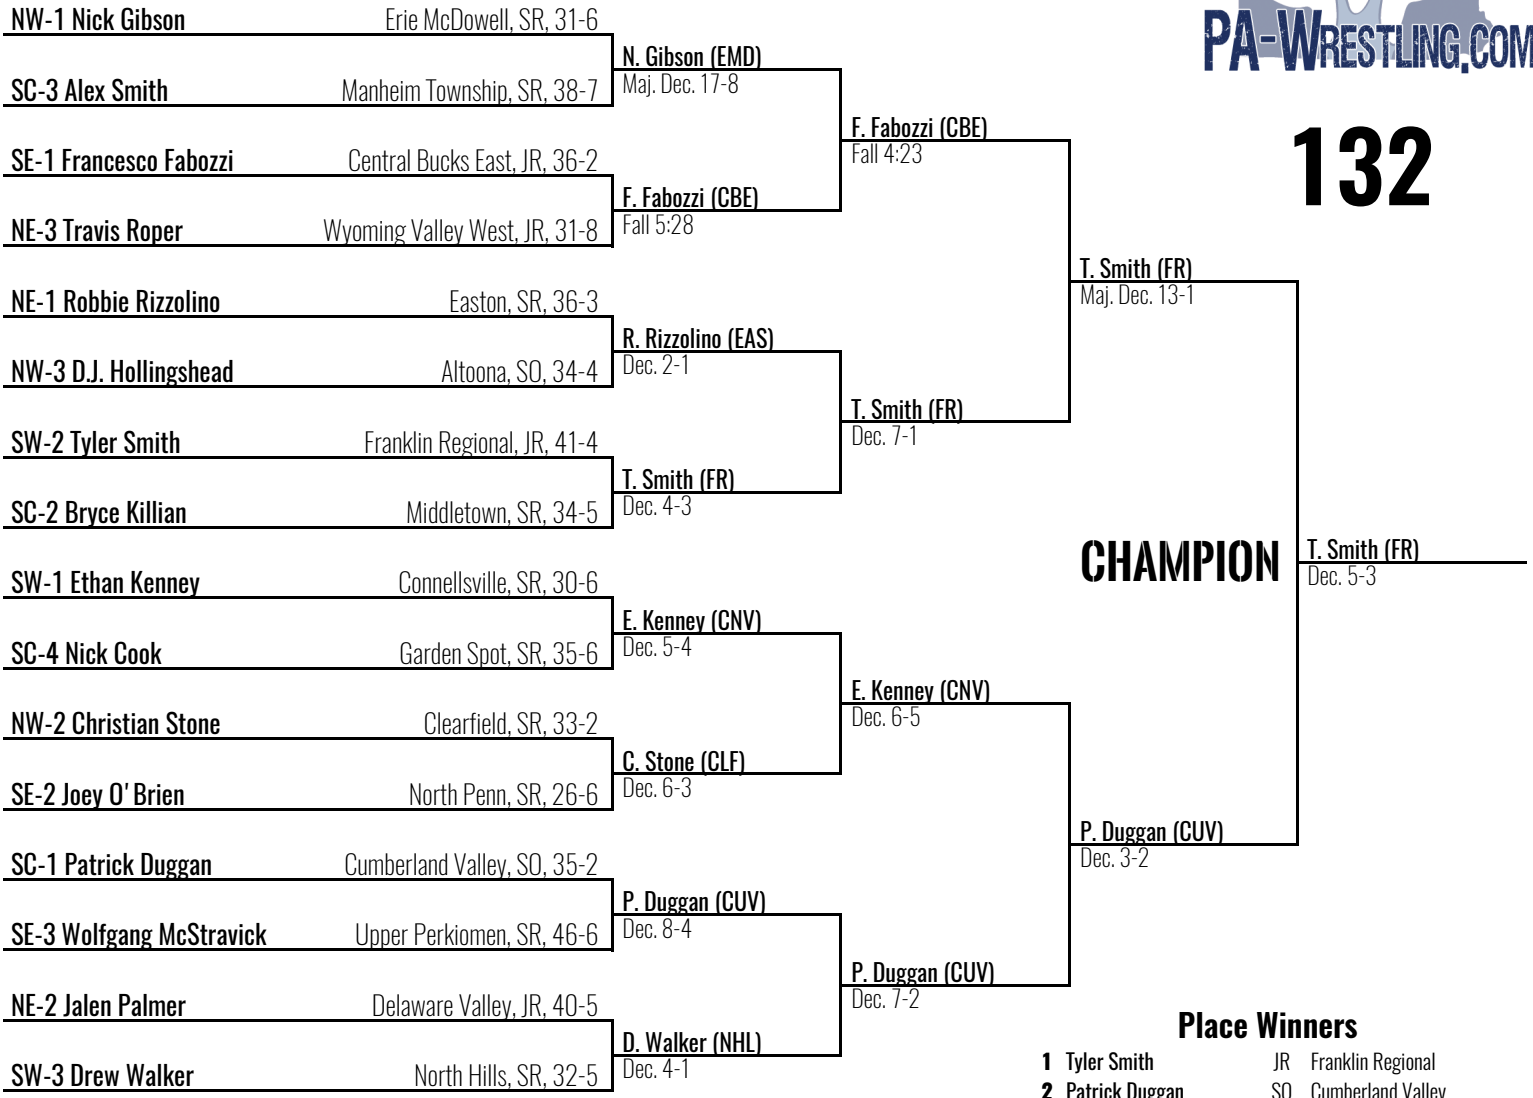 PA-WRESTLING.COM
132
NW-1 Nick Gibson Erie McDowell, SR, 31-6
N. Gibson (EMD)
Maj. Dec. 17-8
SC-3 Alex Smith Manheim Township, SR, 38-7
F. Fabozzi (CBE)
Fall 4:23
SE-1 Francesco Fabozzi Central Bucks East, JR, 36-2
F. Fabozzi (CBE)
Fall 5:28
NE-3 Travis Roper Wyoming Valley West, JR, 31-8
T. Smith (FR)
Maj. Dec. 13-1
NE-1 Robbie Rizzolino Easton, SR, 36-3
R. Rizzolino (EAS)
Dec. 2-1
NW-3 D.J. Hollingshead Altoona, SO, 34-4
T. Smith (FR)
Dec. 7-1
SW-2 Tyler Smith Franklin Regional, JR, 41-4
T. Smith (FR)
Dec. 4-3
SC-2 Bryce Killian Middletown, SR, 34-5
CHAMPION
T. Smith (FR)
Dec. 5-3
SW-1 Ethan Kenney Connellsville, SR, 30-6
E. Kenney (CNV)
Dec. 5-4
SC-4 Nick Cook Garden Spot, SR, 35-6
E. Kenney (CNV)
Dec. 6-5
NW-2 Christian Stone Clearfield, SR, 33-2
C. Stone (CLF)
Dec. 6-3
SE-2 Joey O'Brien North Penn, SR, 26-6
P. Duggan (CUV)
Dec. 3-2
SC-1 Patrick Duggan Cumberland Valley, SO, 35-2
P. Duggan (CUV)
Dec. 8-4
SE-3 Wolfgang McStravick Upper Perkiomen, SR, 46-6
P. Duggan (CUV)
Dec. 7-2
NE-2 Jalen Palmer Delaware Valley, JR, 40-5
D. Walker (NHL)
Dec. 4-1
SW-3 Drew Walker North Hills, SR, 32-5
Place Winners
1 Tyler Smith JR Franklin Regional
2 Patrick Duggan SO Cumberland Valley